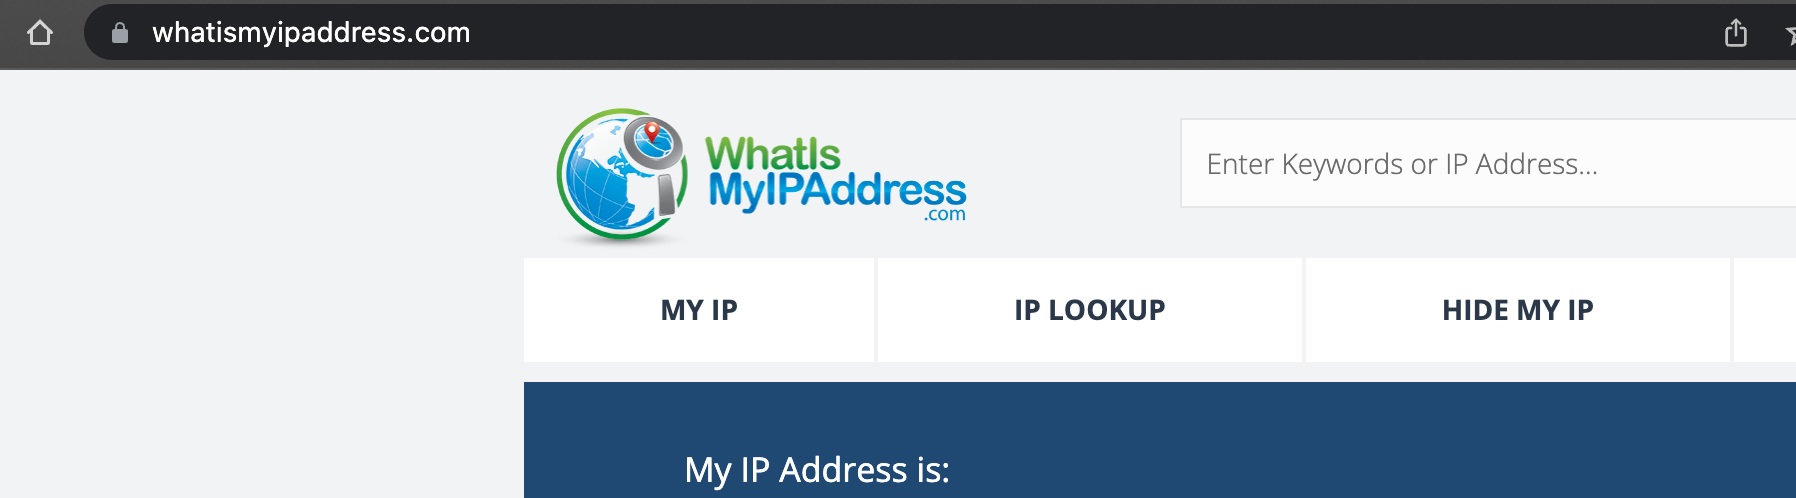 whatismyipaddress.com
WhatIs
MyIPAddress
.com
Enter Keywords or IP Address...
MY IP
IP LOOKUP
HIDE MY IP
My IP Address is: